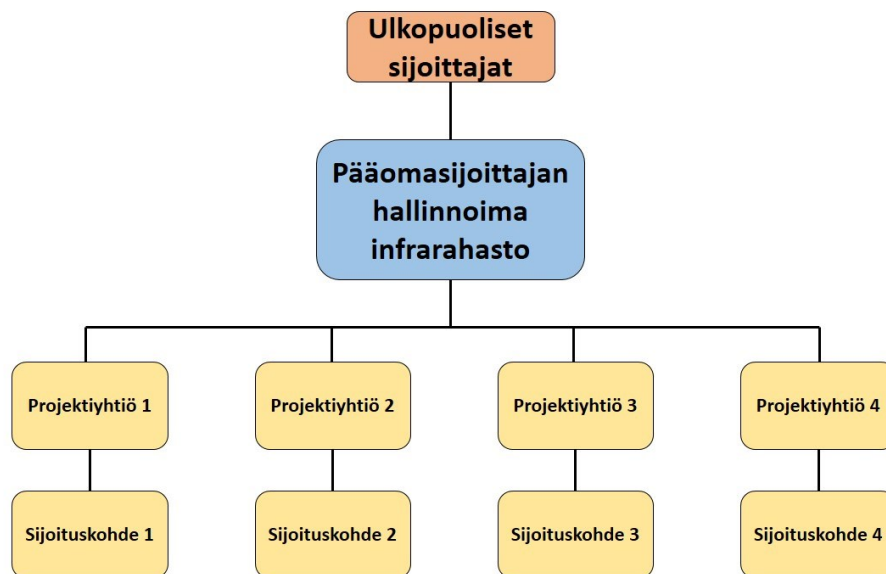 Ulkopuoliset
sijoittajat
Pääomasijoittajan
hallinnoima
infrarahasto
Projektiyhtiö 1
Projektiyhtiö 2
Projektiyhtiö 3
Projektiyhtiö 4
Sijoituskohde 1
Sijoituskohde 2
Sijoituskohde 3
Sijoituskohde 4